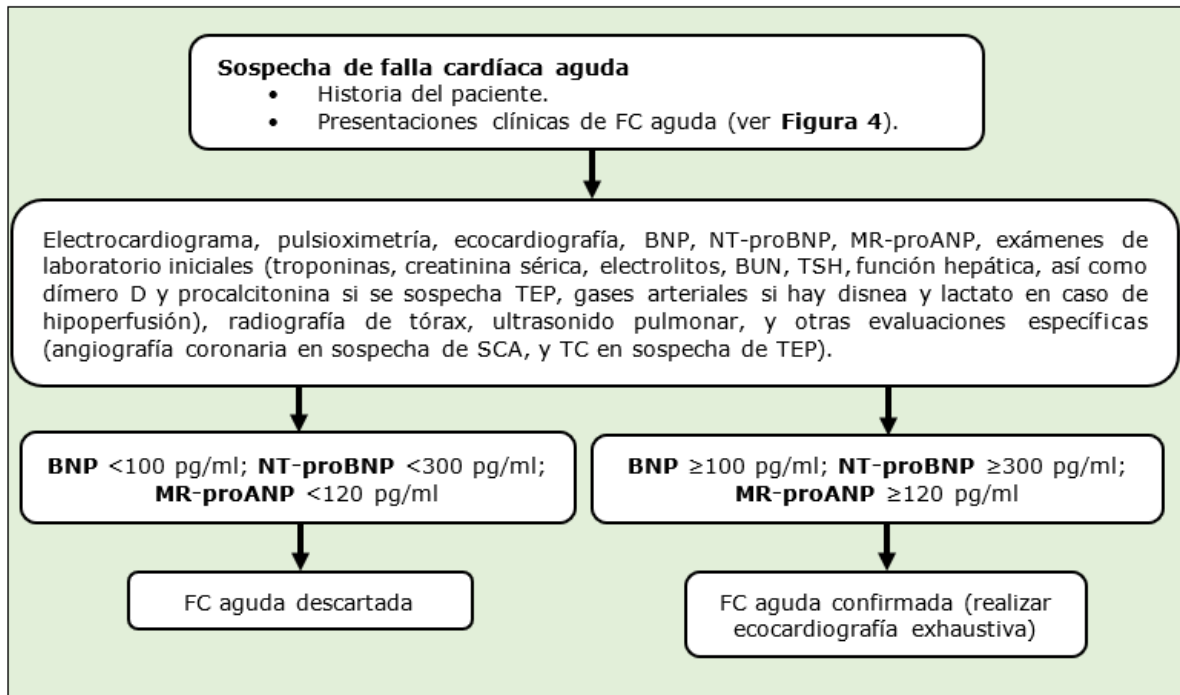 Sospecha de falla cardíaca aguda
• Historia del paciente.
• Presentaciones clínicas de FC aguda (ver Figura 4).
Electrocardiograma, pulsioximetría, ecocardiografía, BNP, NT-proBNP, MR-proANP, exámenes de
laboratorio iniciales (troponinas, creatinina sérica, electrolitos, BUN, TSH, función hepática, así como
dímero D y procalcitonina si se sospecha TEP, gases arteriales si hay disnea y lactato en caso de
hipoperfusión), radiografía de tórax, ultrasonido pulmonar, y otras evaluaciones específicas
(angiografía coronaria en sospecha de SCA, y TC en sospecha de TEP).
BNP <100 pg/ml; NT-proBNP <300 pg/ml;
MR-proANP <120 pg/ml
BNP ≥100 pg/ml; NT-proBNP ≥300 pg/ml;
MR-proANP ≥120 pg/ml
FC aguda descartada
FC aguda confirmada (realizar
ecocardiografía exhaustiva)